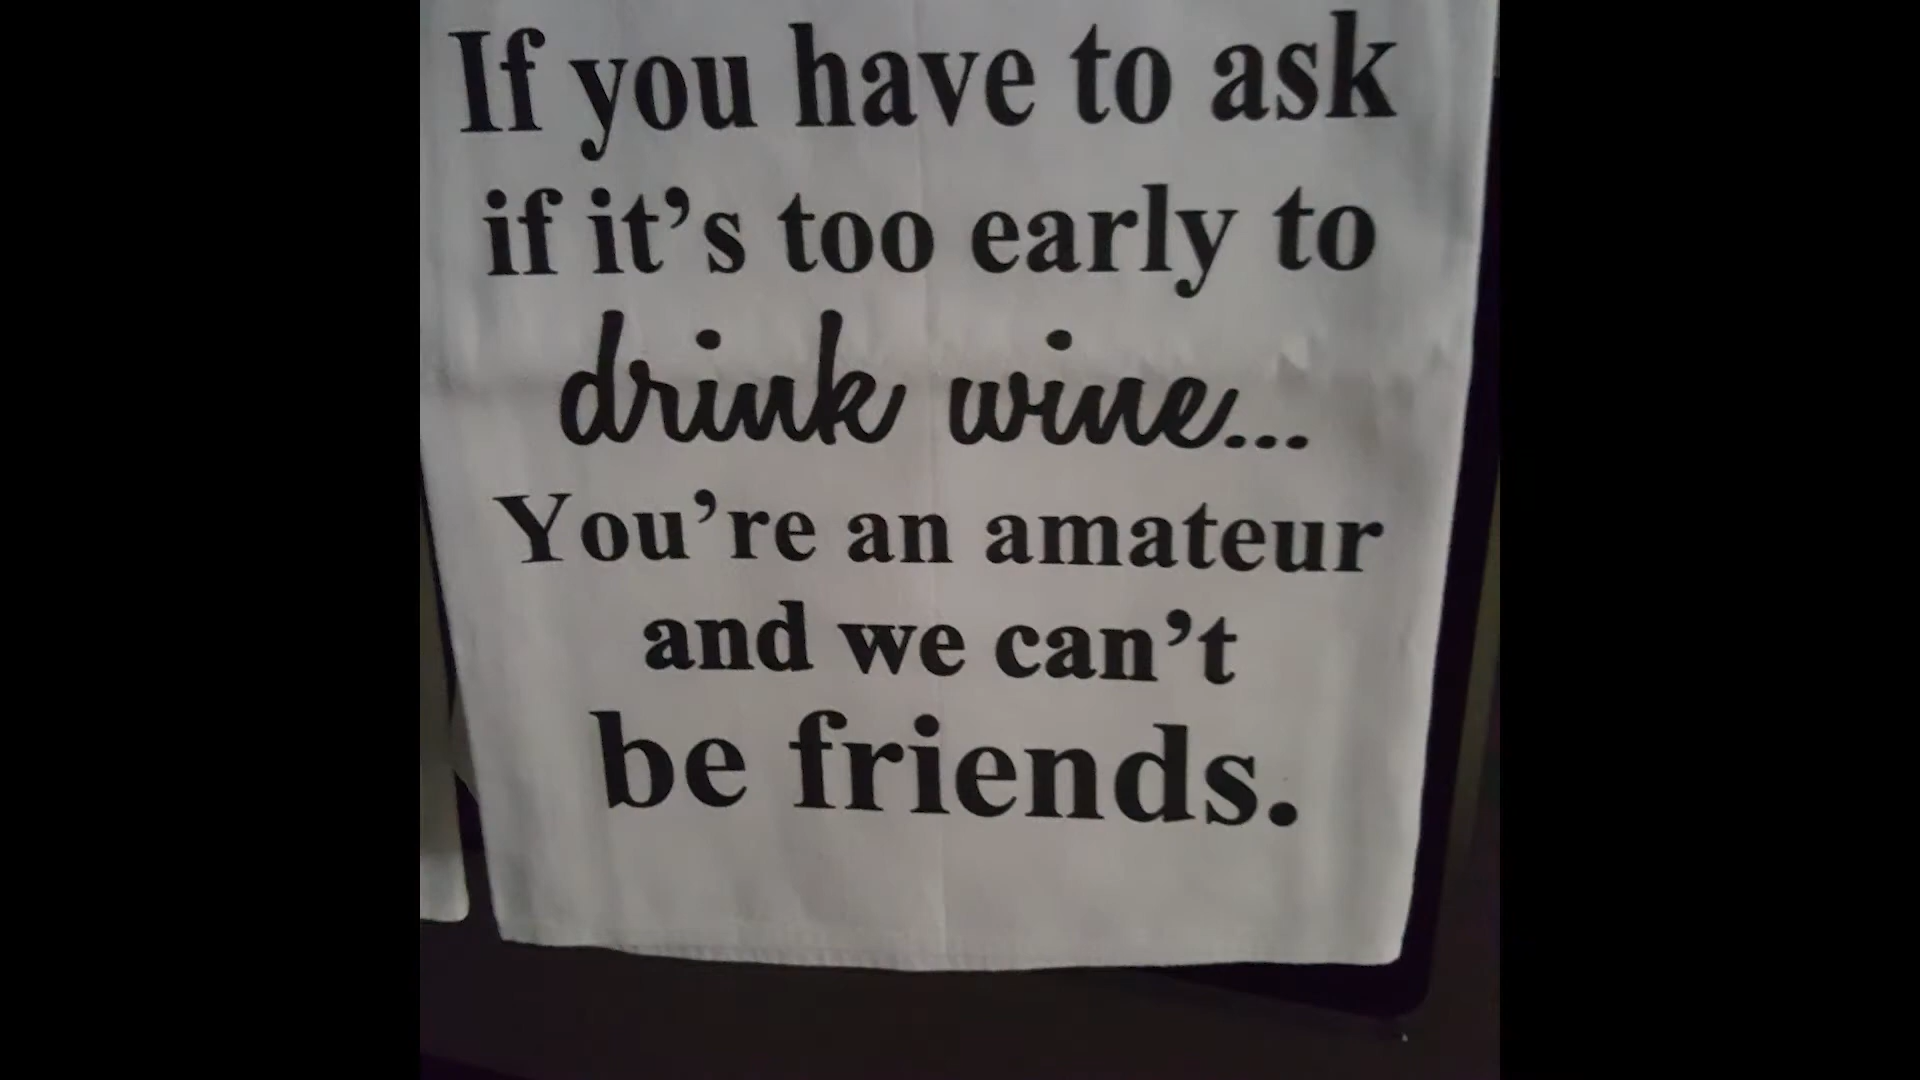 If you have to ask
if it’s too early to
drink wine...
You’re an amateur
and we can’t
be friends.